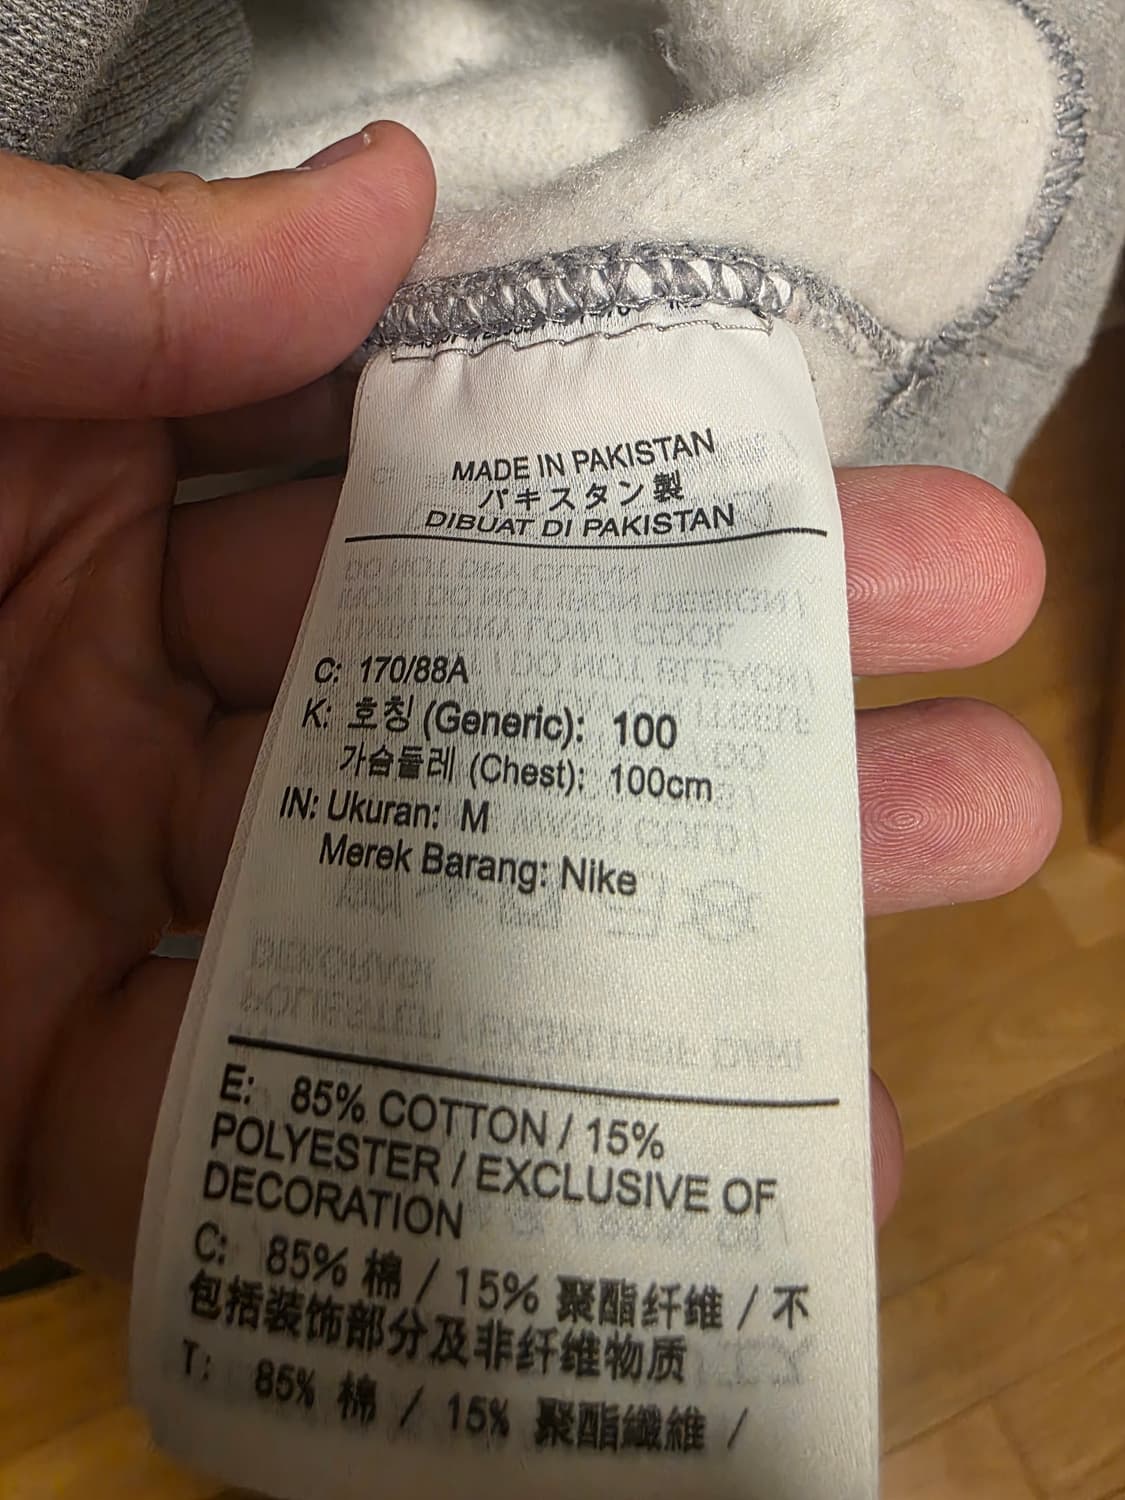 MADE IN PAKISTAN
パキスタン製
DIBUAT DI PAKISTAN
C: 170/88A
K: 호칭 (Generic): 100
가슴둘레 (Chest): 100cm
IN: Ukuran: M
Merek Barang: Nike
E: 85% COTTON / 15%
POLYESTER / EXCLUSIVE OF
DECORATION
C: 85% 棉 / 15% 聚酯纤维 / 不
包括装饰部分及非纤维物质
T: 85% 棉 / 15% 聚酯纖維 /